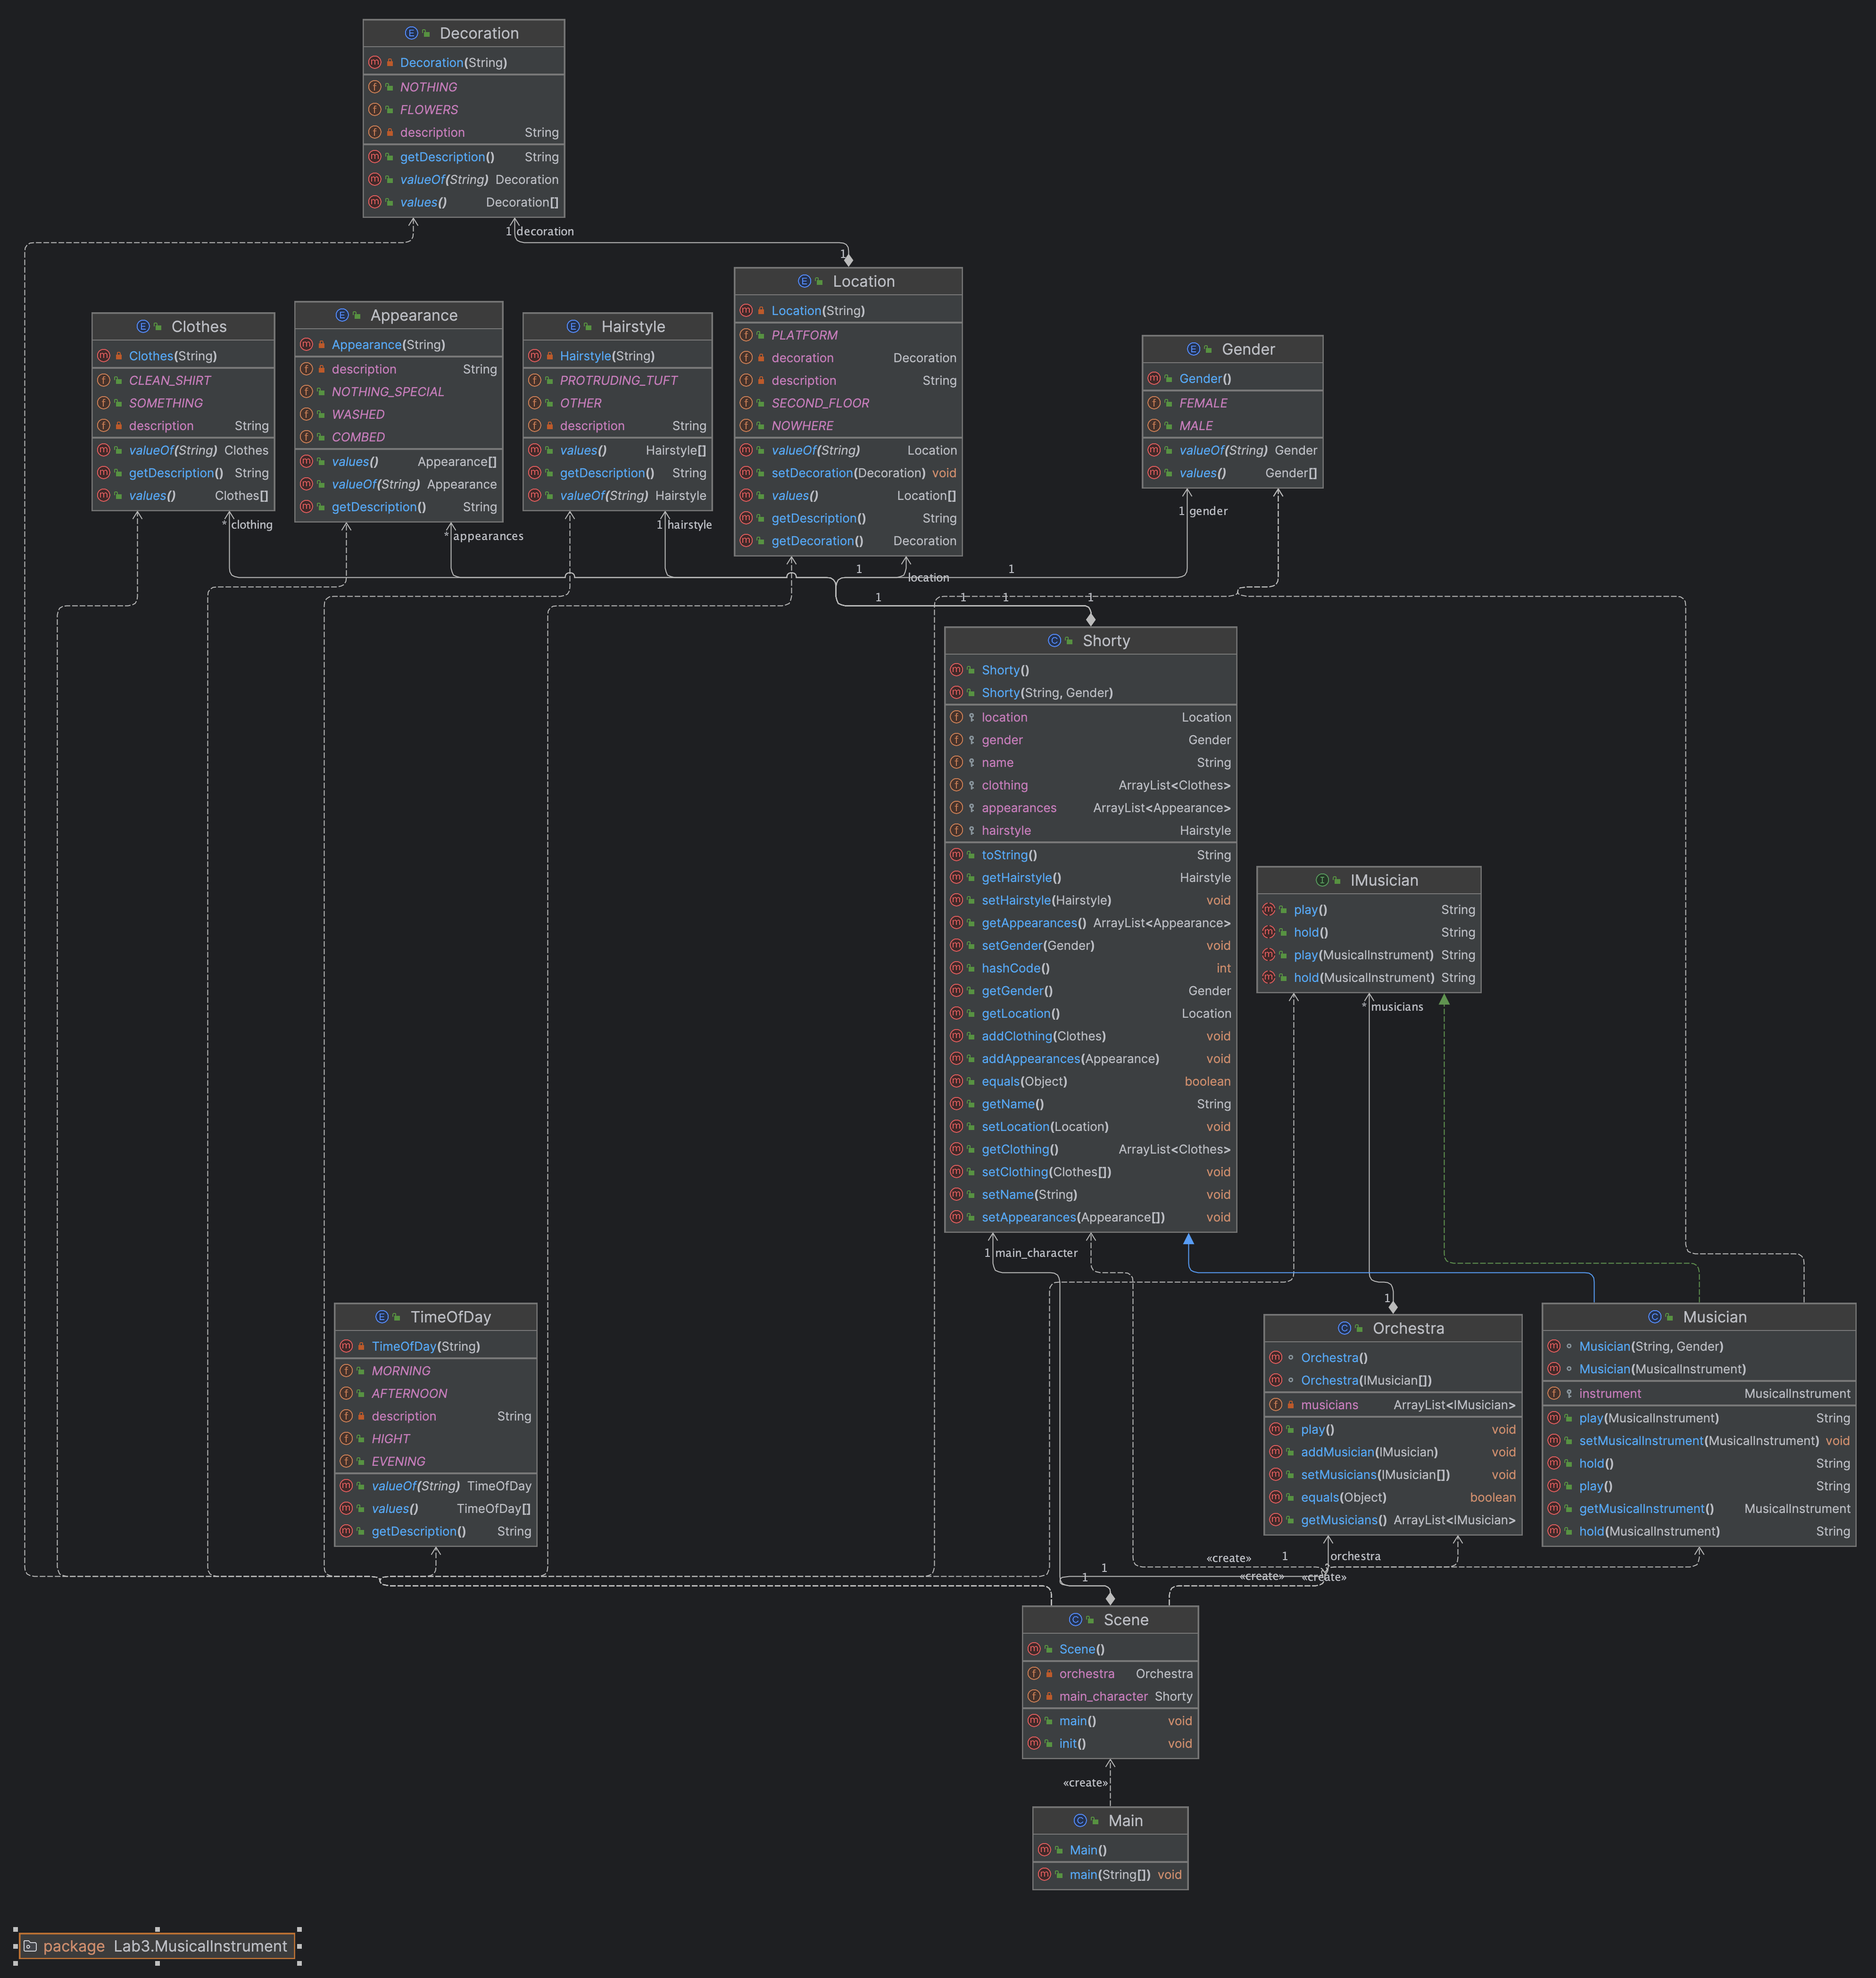 Decoration
Decoration(String)
NOTHING
FLOWERS
description String
getDescription() String
valueOf(String) Decoration
values() Decoration[]
1 decoration
1
Location
Location(String)
PLATFORM
decoration Decoration
description String
SECOND_FLOOR
NOWHERE
valueOf(String) Location
setDecoration(Decoration) void
values() Location[]
getDescription() String
getDecoration() Decoration
Clothes
Clothes(String)
CLEAN_SHIRT
SOMETHING
description String
valueOf(String) Clothes
getDescription() String
values() Clothes[]
* clothing
Appearance
Appearance(String)
description String
NOTHING_SPECIAL
WASHED
COMBED
values() Appearance[]
valueOf(String) Appearance
getDescription() String
* appearances
Hairstyle
Hairstyle(String)
PROTRUDING_TUFT
OTHER
description String
values() Hairstyle[]
getDescription() String
valueOf(String) Hairstyle
1 hairstyle
Gender
Gender()
FEMALE
MALE
valueOf(String) Gender
values() Gender[]
1 gender
1
1
location
1
1
1
1
Shorty
Shorty()
Shorty(String, Gender)
location Location
gender Gender
name String
clothing ArrayList<Clothes>
appearances ArrayList<Appearance>
hairstyle Hairstyle
toString() String
getHairstyle() Hairstyle
setHairstyle(Hairstyle) void
getAppearances() ArrayList<Appearance>
setGender(Gender) void
hashCode() int
getGender() Gender
getLocation() Location
addClothing(Clothes) void
addAppearances(Appearance) void
equals(Object) boolean
getName() String
setLocation(Location) void
getClothing() ArrayList<Clothes>
setClothing(Clothes[]) void
setName(String) void
setAppearances(Appearance[]) void
1 main_character
IMusician
play() String
hold() String
play(MusicalInstrument) String
hold(MusicalInstrument) String
* musicians
1
TimeOfDay
TimeOfDay(String)
MORNING
AFTERNOON
description String
HIGHT
EVENING
valueOf(String) TimeOfDay
values() TimeOfDay[]
getDescription() String
Orchestra
Orchestra()
Orchestra(IMusician[])
musicians ArrayList<IMusician>
play() void
addMusician(IMusician) void
setMusicians(IMusician[]) void
equals(Object) boolean
getMusicians() ArrayList<IMusician>
Musician
Musician(String, Gender)
Musician(MusicalInstrument)
instrument MusicalInstrument
play(MusicalInstrument) String
setMusicalInstrument(MusicalInstrument) void
hold() String
play() String
getMusicalInstrument() MusicalInstrument
hold(MusicalInstrument) String
«create»
1
orchestra
1
1
«create»
«create»
Scene
Scene()
orchestra Orchestra
main_character Shorty
main() void
init() void
«create»
Main
Main()
main(String[]) void
package Lab3.MusicalInstrument